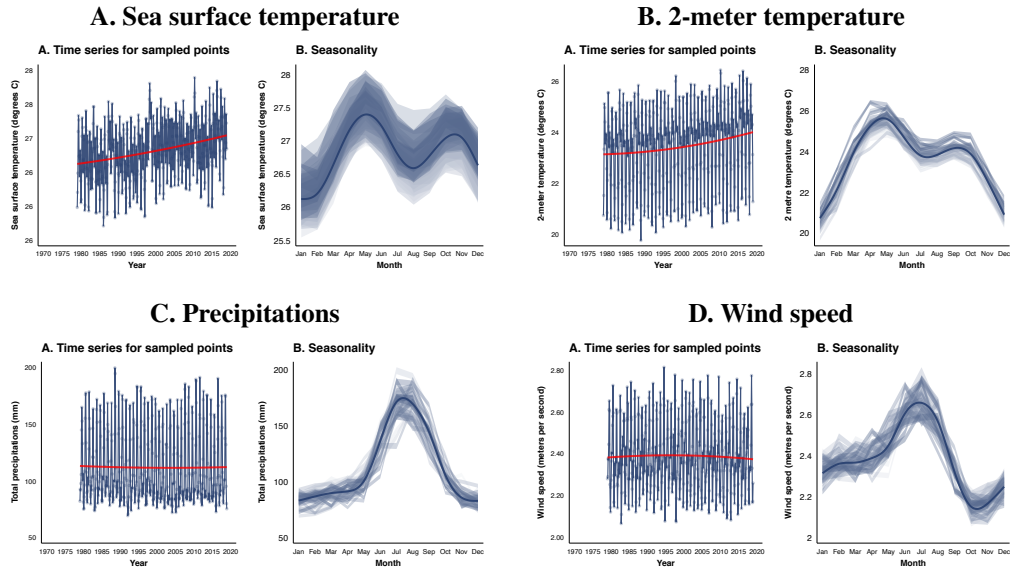 A. Sea surface temperature
A. Time series for sampled points
Sea surface temperature (degrees C)
28
28
27
26
26
26
1970 1975 1980 1985 1990 1995 2000 2005 2010 2015 2020
Year
B. Seasonality
Sea surface temperature (degrees C)
28
27.5
27
26.5
26
25.5
Jan Feb Mar Apr May Jun Jul Aug Sep Oct Nov Dec
Month
B. 2-meter temperature
A. Time series for sampled points
2-meter temperature (degrees C)
26
24
22
20
1970 1975 1980 1985 1990 1995 2000 2005 2010 2015 2020
Year
B. Seasonality
2 metre temperature (degrees C)
28
26
24
22
20
Jan Feb Mar Apr May Jun Jul Aug Sep Oct Nov Dec
Month
C. Precipitations
A. Time series for sampled points
Total precipitations (mm)
200
150
100
50
1970 1975 1980 1985 1990 1995 2000 2005 2010 2015 2020
Year
B. Seasonality
Total precipitations (mm)
200
150
100
50
Jan Feb Mar Apr May Jun Jul Aug Sep Oct Nov Dec
Month
D. Wind speed
A. Time series for sampled points
Wind speed (meters per second)
2.80
2.60
2.40
2.20
2.00
1970 1975 1980 1985 1990 1995 2000 2005 2010 2015 2020
Year
B. Seasonality
Wind speed (metres per second)
2.8
2.6
2.4
2.2
2
Jan Feb Mar Apr May Jun Jul Aug Sep Oct Nov Dec
Month